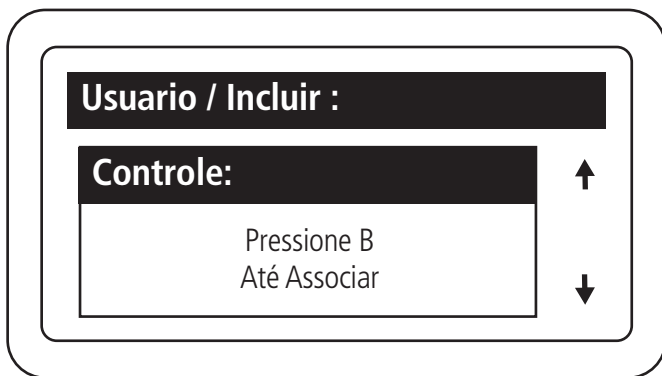 Usuario / Incluir :
Controle:
Pressione B
Até Associar